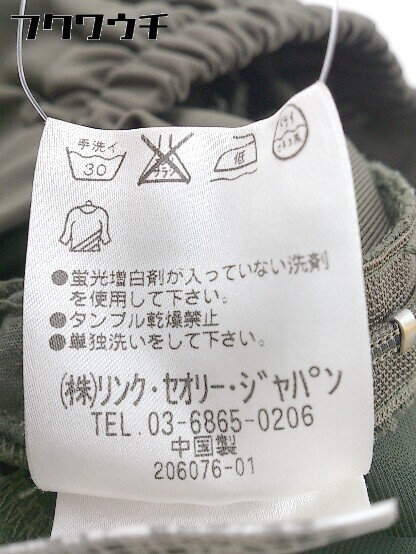 フクワウチ
手洗イ
30
低
ドライ
●蛍光増白剤が入っていない洗剤
を使用して下さい。
●タンブル乾燥禁止
●単独洗いをして下さい。
(株)リンク・セオリー・ジャパン
TEL. 03-6865-0206
中国製
206076-01